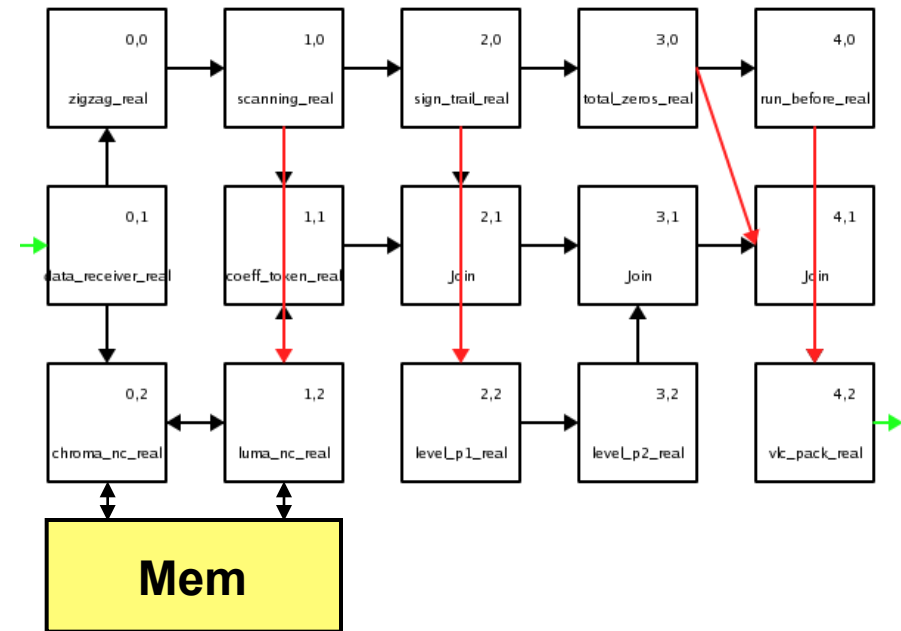 0,0
zigzag_real
1,0
scanning_real
2,0
sign_trail_real
3,0
total_zeros_real
4,0
run_before_real
0,1
data_receiver_real
1,1
coeff_token_real
2,1
Join
3,1
Join
4,1
Join
0,2
chroma_nc_real
1,2
luma_nc_real
2,2
level_p1_real
3,2
level_p2_real
4,2
vlc_pack_real
Mem